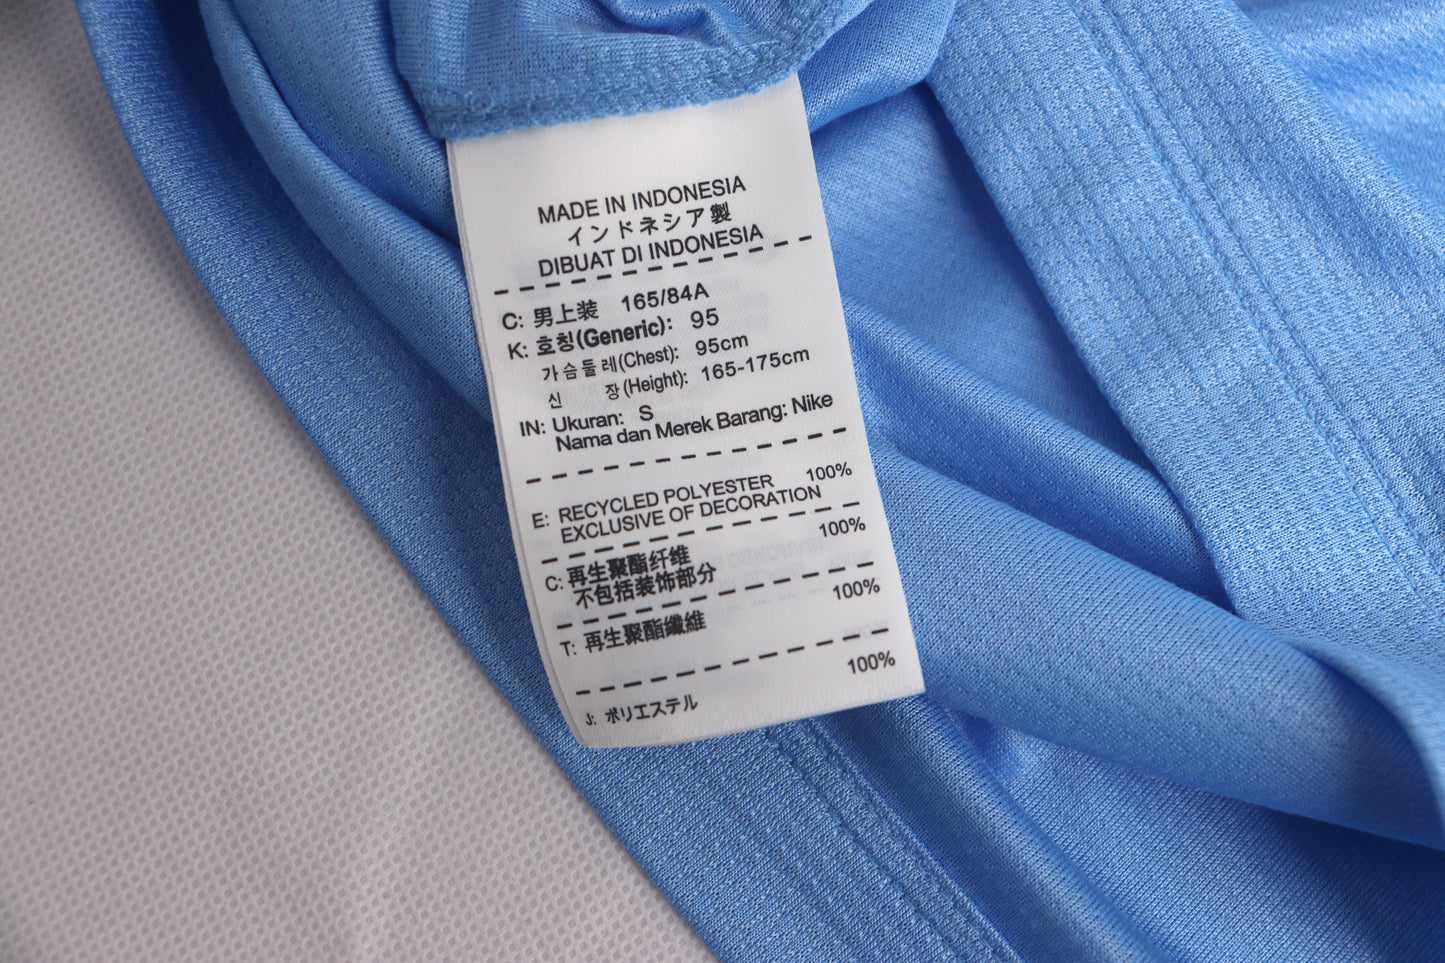 MADE IN INDONESIA
インドネシア製
DIBUAT DI INDONESIA
C: 男上装 165/84A
K: 호칭(Generic): 95
가슴둘레(Chest): 95cm
신 장(Height): 165-175cm
IN: Ukuran: S
Nama dan Merek Barang: Nike
E: RECYCLED POLYESTER 100%
EXCLUSIVE OF DECORATION
C: 再生聚酯纤维 100%
不包括装饰部分
T: 再生聚酯纖維 100%
J: ポリエステル 100%